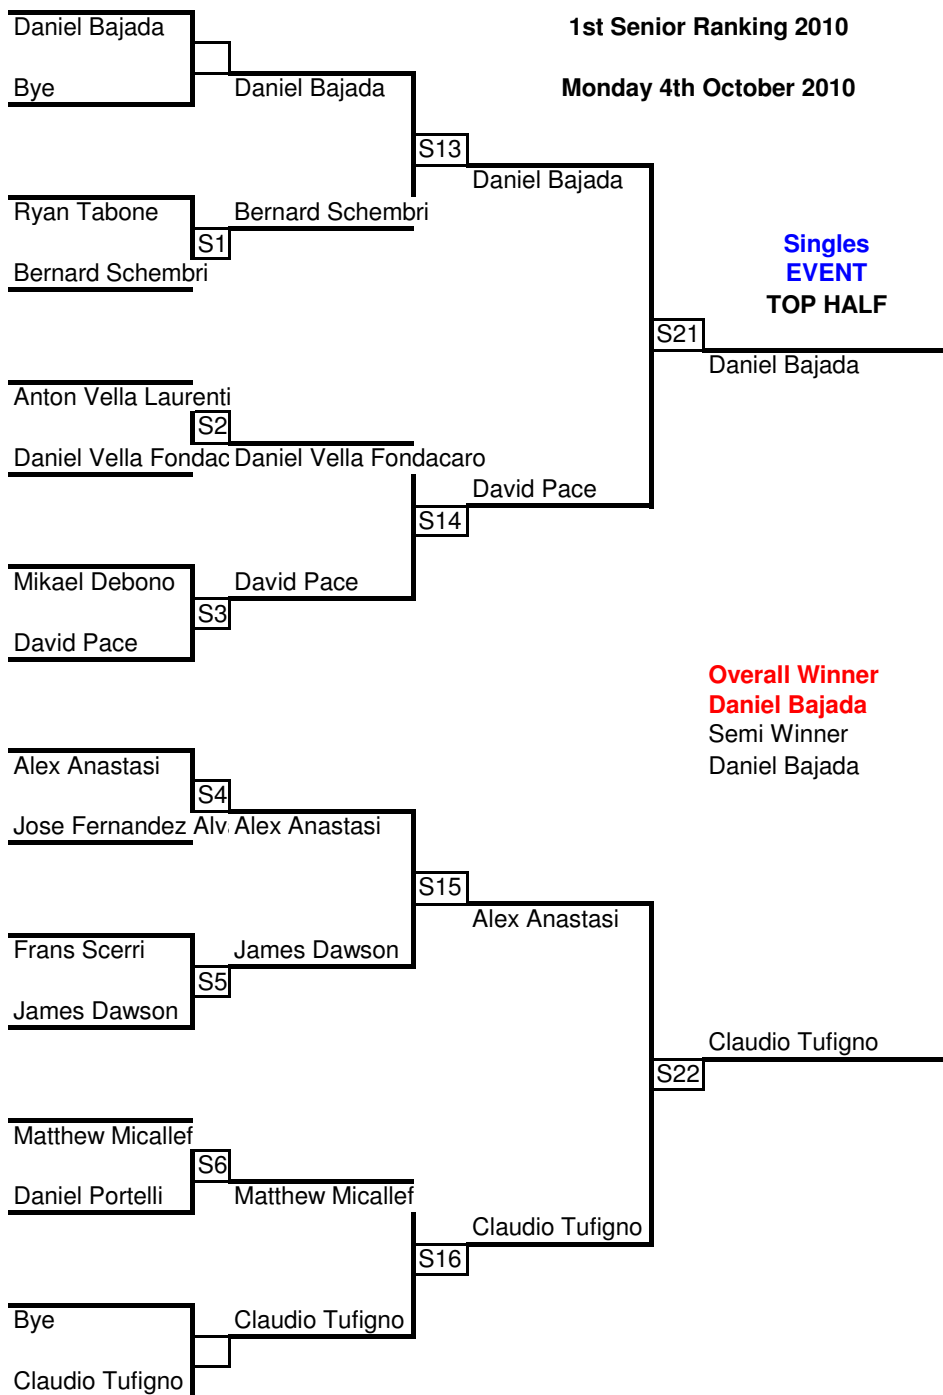 Daniel Bajada
1st Senior Ranking 2010
Bye
Daniel Bajada
Monday 4th October 2010
S13
Daniel Bajada
Ryan Tabone
Bernard Schembri
S1
Singles
Bernard Schembri
EVENT
TOP HALF
S21
Daniel Bajada
Anton Vella Laurenti
S2
Daniel Vella Fondac
Daniel Vella Fondacaro
David Pace
S14
Mikael Debono
David Pace
S3
David Pace
Overall Winner
Daniel Bajada
Semi Winner
Daniel Bajada
Alex Anastasi
S4
Jose Fernandez Alv
Alex Anastasi
S15
Alex Anastasi
Frans Scerri
James Dawson
S5
James Dawson
Claudio Tufigno
S22
Matthew Micallef
S6
Daniel Portelli
Matthew Micallef
Claudio Tufigno
S16
Bye
Claudio Tufigno
Claudio Tufigno